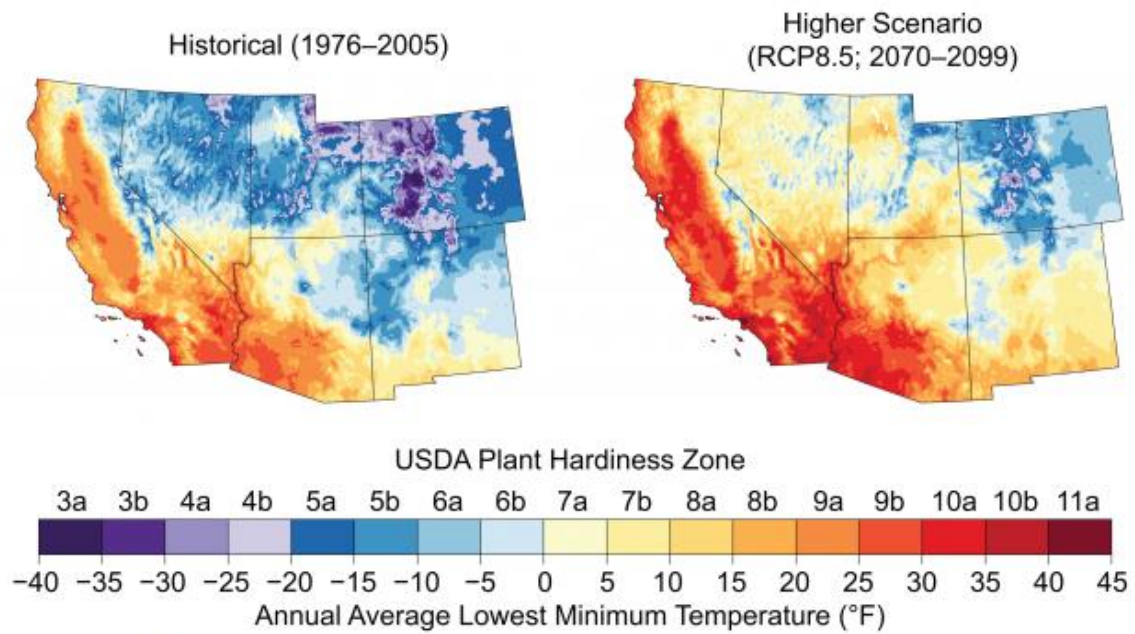 Historical (1976–2005)
Higher Scenario
(RCP8.5; 2070–2099)
USDA Plant Hardiness Zone
3a 3b 4a 4b 5a 5b 6a 6b 7a 7b 8a 8b 9a 9b 10a 10b 11a
−40 −35 −30 −25 −20 −15 −10 −5 0 5 10 15 20 25 30 35 40 45
Annual Average Lowest Minimum Temperature (°F)